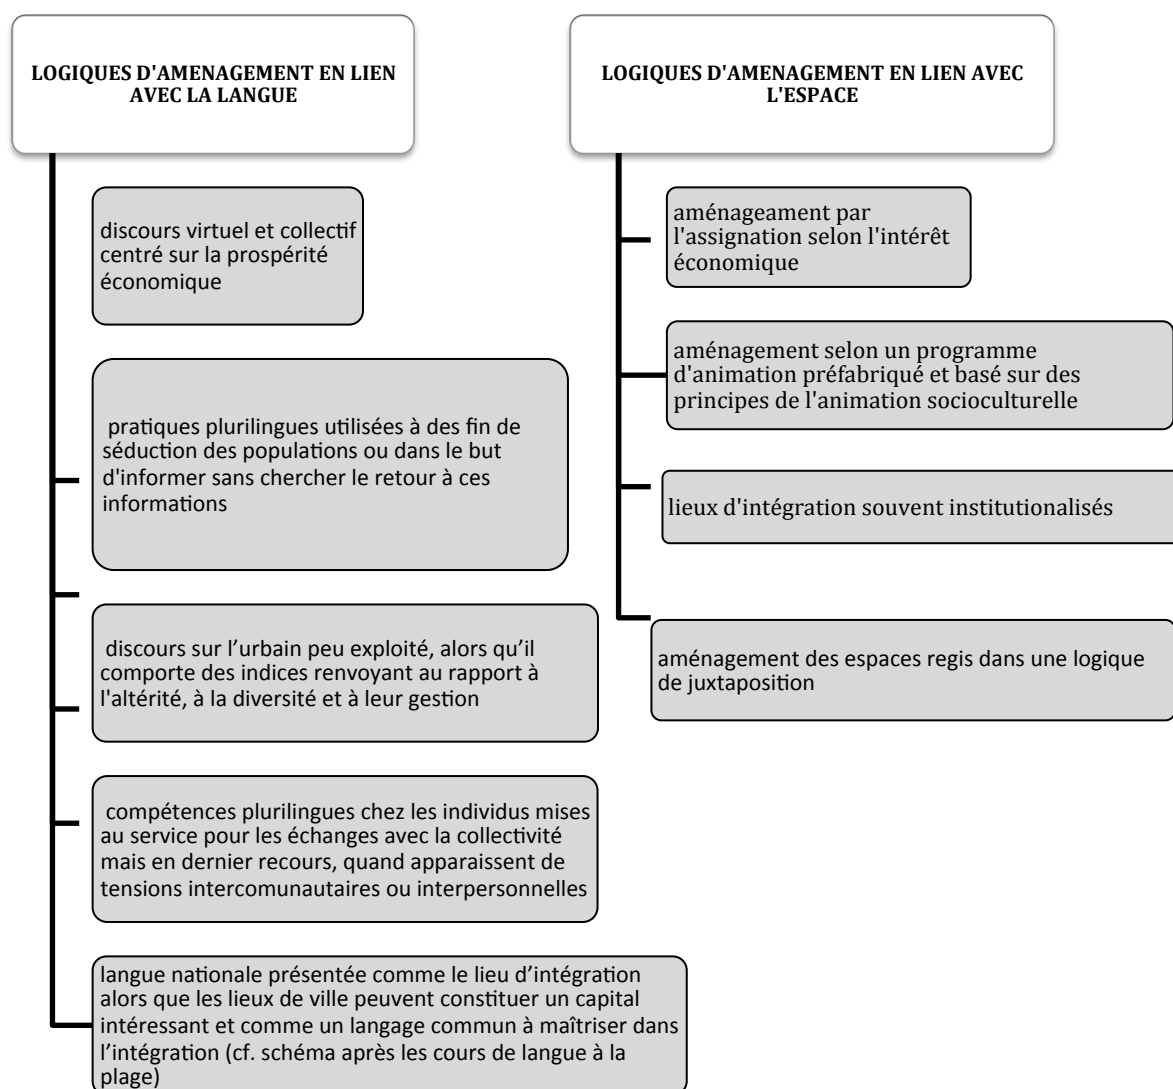 LOGIQUES D'AMENAGEMENT EN LIEN
AVEC LA LANGUE
discours virtuel et collectif
centré sur la prospérité
économique
pratiques plurilingues utilisées à des fin de
séduction des populations ou dans le but
d'informer sans chercher le retour à ces
informations
discours sur l’urbain peu exploité, alors qu’il
comporte des indices renvoyant au rapport à
l'altérité, à la diversité et à leur gestion
compétences plurilingues chez les individus mises
au service pour les échanges avec la collectivité
mais en dernier recours, quand apparaissent de
tensions intercomunautaires ou interpersonnelles
langue nationale présentée comme le lieu d’intégration
alors que les lieux de ville peuvent constituer un capital
intéressant et comme un langage commun à maîtriser dans
l’intégration (cf. schéma après les cours de langue à la
plage)
LOGIQUES D'AMENAGEMENT EN LIEN AVEC
L'ESPACE
aménageament par
l'assignation selon l'intérêt
économique
aménagement selon un programme
d'animation préfabriqué et basé sur des
principes de l'animation socioculturelle
lieux d'intégration souvent institutionalisés
aménagement des espaces regis dans une logique
de juxtaposition